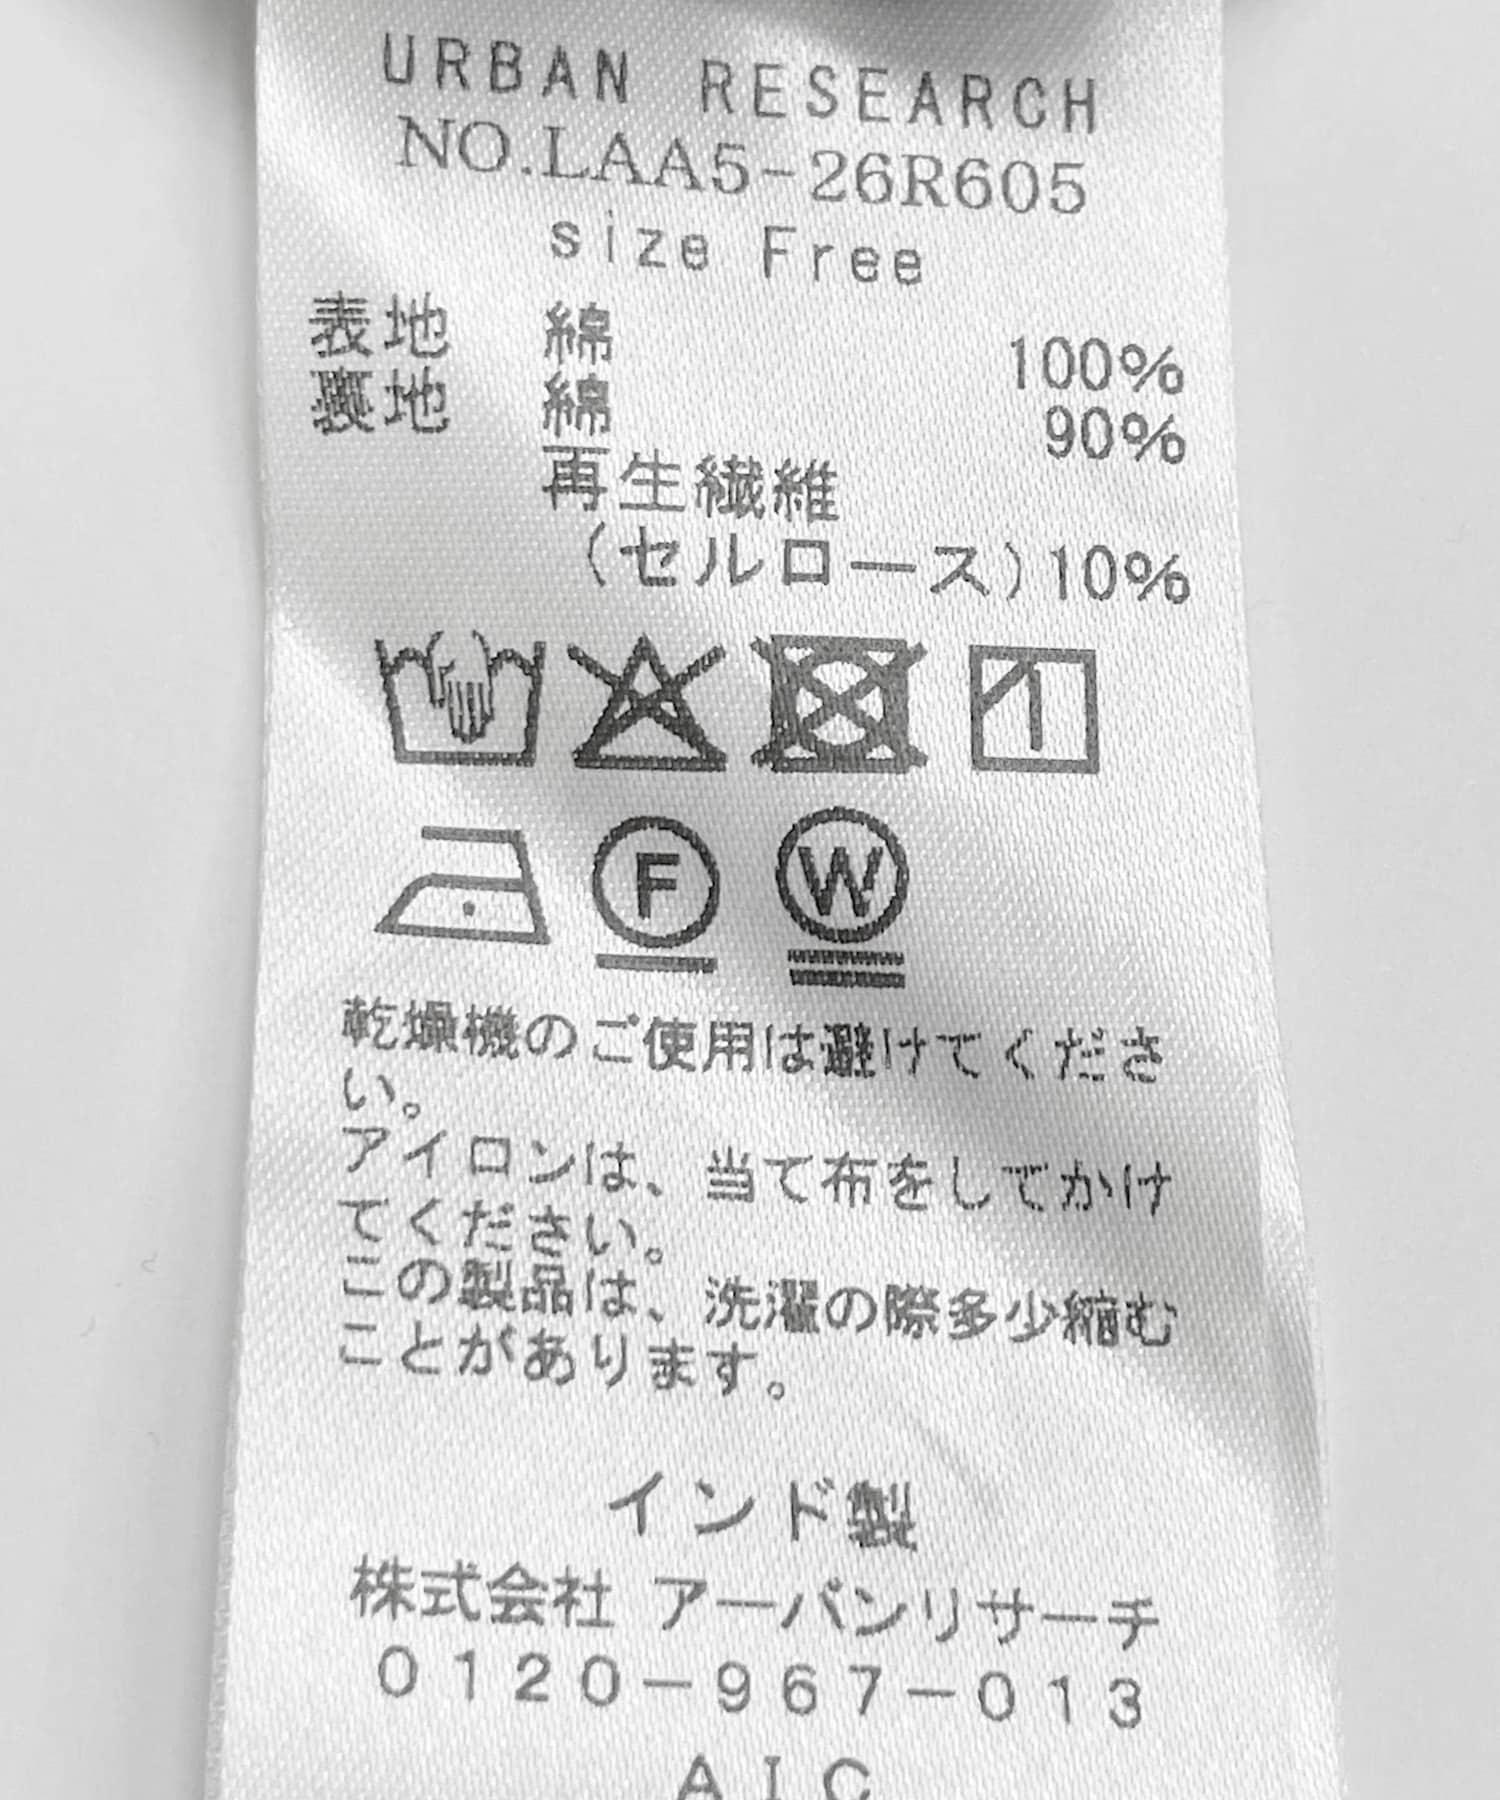 URBAN RESEARCH
NO.LAA5-26R605
size Free
表地 綿 100%
裏地 綿 90%
再生繊維
(セルロース)10%
F W
乾燥機のご使用は避けてくださ
い。
アイロンは、当て布をしてかけ
てください。
この製品は、洗濯の際多少縮む
ことがあります。
インド製
株式会社 アーバンリサーチ
0120-967-013
AIC